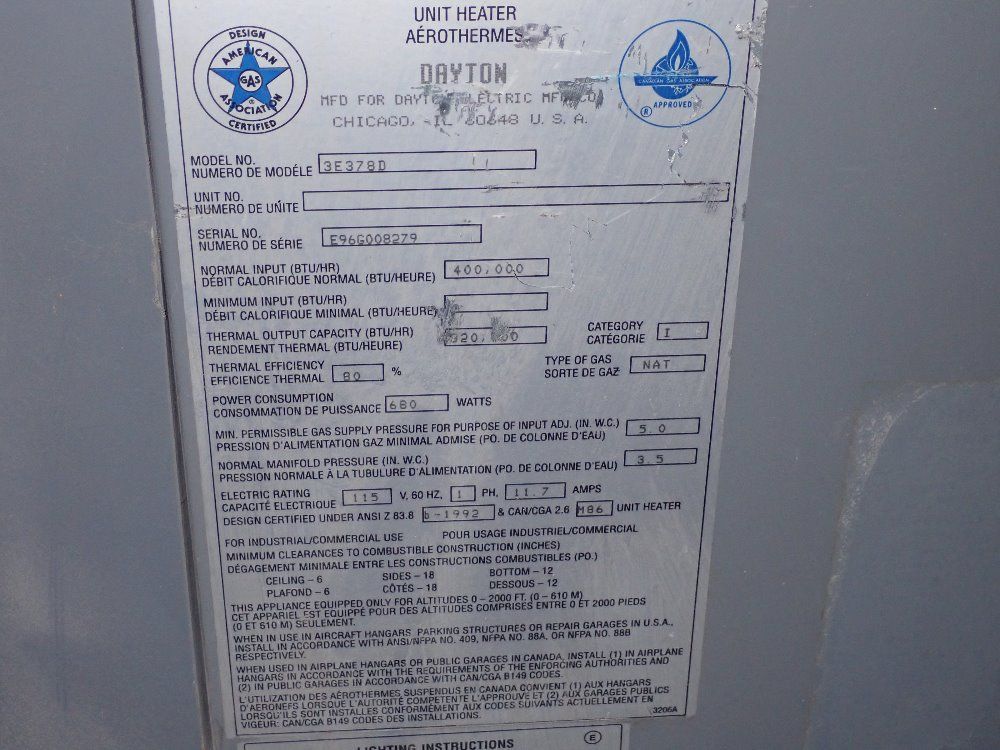 UNIT HEATER
AÉROTHERMES
DESIGN
AMERICAN
GAS
ASSOCIATION
CERTIFIED
CANADIAN GAS ASSOCIATION
APPROVED
®
DAYTON
MFD FOR DAYTON ELECTRIC MFG CO
CHICAGO, IL 60648 U.S.A.
MODEL NO.
NUMERO DE MODÉLE 3E378D
UNIT NO.
NUMERO DE UNITE
SERIAL NO.
NUMERO DE SÉRIE E96G008279
NORMAL INPUT (BTU/HR)
DÉBIT CALORIFIQUE NORMAL (BTU/HEURE) 400,000
MINIMUM INPUT (BTU/HR)
DÉBIT CALORIFIQUE MINIMAL (BTU/HEURE)
THERMAL OUTPUT CAPACITY (BTU/HR)
RENDEMENT THERMAL (BTU/HEURE)
CATEGORY
CATÉGORIE I
THERMAL EFFICIENCY
EFFICIENCE THERMAL 80 %
TYPE OF GAS
SORTE DE GAZ NAT
POWER CONSUMPTION
CONSOMMATION DE PUISSANCE 680 WATTS
MIN. PERMISSIBLE GAS SUPPLY PRESSURE FOR PURPOSE OF INPUT ADJ. (IN. W.C.) 5.0
PRESSION D'ALIMENTATION GAZ MINIMAL ADMISE (PO. DE COLONNE D'EAU)
NORMAL MANIFOLD PRESSURE (IN. W.C.) 3.5
PRESSION NORMALE À LA TUBULURE D'ALIMENTATION (PO. DE COLONNE D'EAU)
ELECTRIC RATING
CAPACITÉ ELECTRIQUE 115 V, 60 HZ, 1 PH, 11.7 AMPS
DESIGN CERTIFIED UNDER ANSI Z 83.8 b-1992 & CAN/CGA 2.6 M86 UNIT HEATER
FOR INDUSTRIAL/COMMERCIAL USE POUR USAGE INDUSTRIEL/COMMERCIAL
MINIMUM CLEARANCES TO COMBUSTIBLE CONSTRUCTION (INCHES)
DÉGAGEMENT MINIMALE ENTRE LES CONSTRUCTIONS COMBUSTIBLES (PO.)
CEILING – 6 SIDES – 18 BOTTOM – 12
PLAFOND – 6 CÔTÉS – 18 DESSOUS – 12
THIS APPLIANCE EQUIPPED ONLY FOR ALTITUDES 0 – 2000 FT. (0 – 610 M)
CET APPARIEL EST ÉQUIPPÉ POUR DES ALTITUDES COMPRISES ENTRE 0 ET 2000 PIEDS
(0 ET 610 M) SEULEMENT.
WHEN IN USE IN AIRCRAFT HANGARS PARKING STRUCTURES OR REPAIR GARAGES IN U.S.A.,
INSTALL IN ACCORDANCE WITH ANSI/NFPA NO. 409, NFPA NO. 88A, OR NFPA NO. 88B
RESPECTIVELY.
WHEN USED IN AIRPLANE HANGARS OR PUBLIC GARAGES IN CANADA, INSTALL (1) IN AIRPLANE
HANGARS IN ACCORDANCE WITH THE REQUIREMENTS OF THE ENFORCING AUTHORITIES AND
(2) IN PUBLIC GARAGES IN ACCORDANCE WITH CAN/CGA B149 CODES.
L'UTILIZATION DES AÉROTHERMES SUSPENDUS EN CANADA CONVIENT (1) AUX HANGARS
D'AERONEFS LORSQUE L'AUTORITÉ COMPETENTE L'APPROUVE ET (2) AUX GARAGES PUBLICS
LORSQU'ILS SONT INSTALLÉS CONFORMÉMENT AUX CODES SUIVANTS ACTUELLEMENT EN
VIGEUR: CAN/CGA B149 CODES DES INSTALLATIONS. 3206A
LIGHTING INSTRUCTIONS E